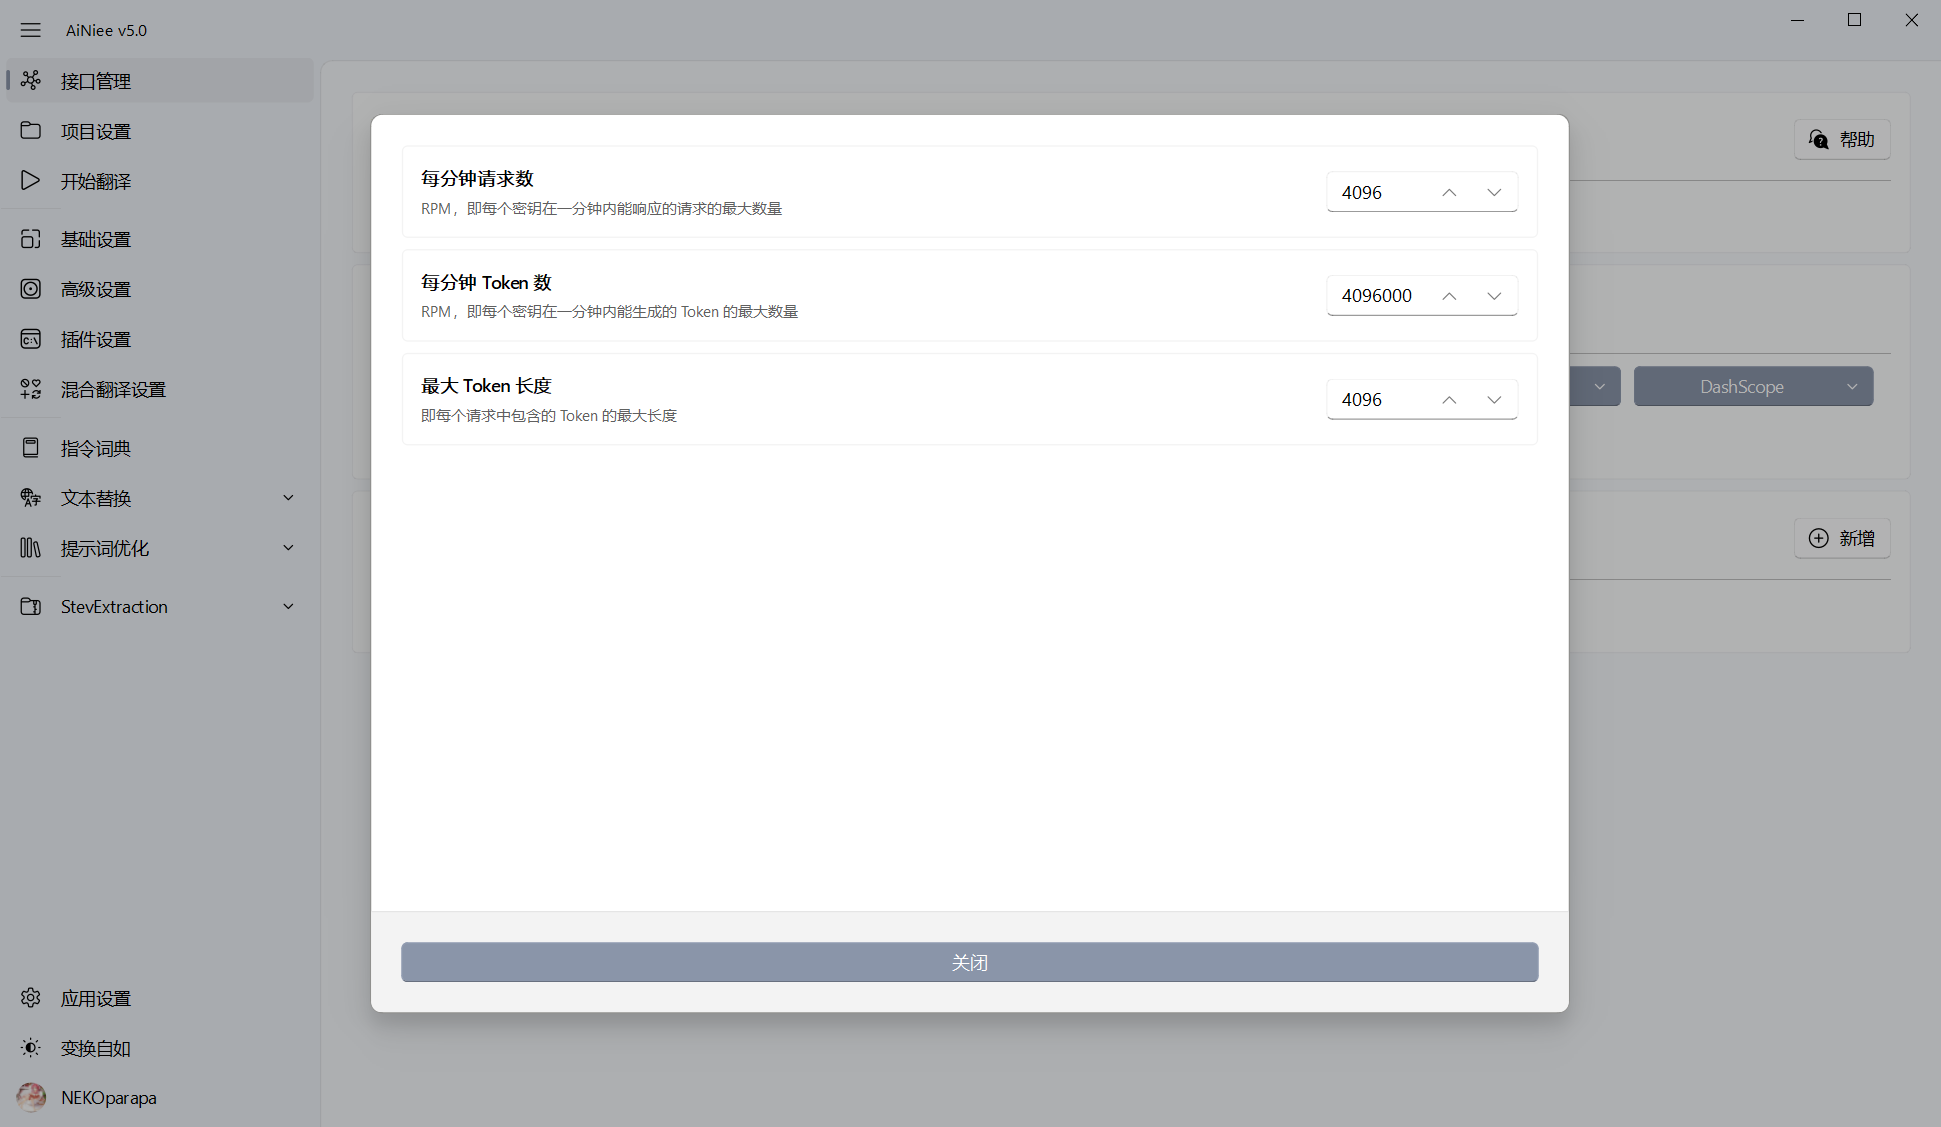 AiNiee v5.0
接口管理
项目设置
开始翻译
基础设置
高级设置
插件设置
混合翻译设置
指令词典
文本替换
提示词优化
StevExtraction
应用设置
变换自如
NEKOparapa
帮助
DashScope
新增
每分钟请求数
RPM，即每个密钥在一分钟内能响应的请求的最大数量
4096
每分钟 Token 数
RPM，即每个密钥在一分钟内能生成的 Token 的最大数量
4096000
最大 Token 长度
即每个请求中包含的 Token 的最大长度
4096
关闭